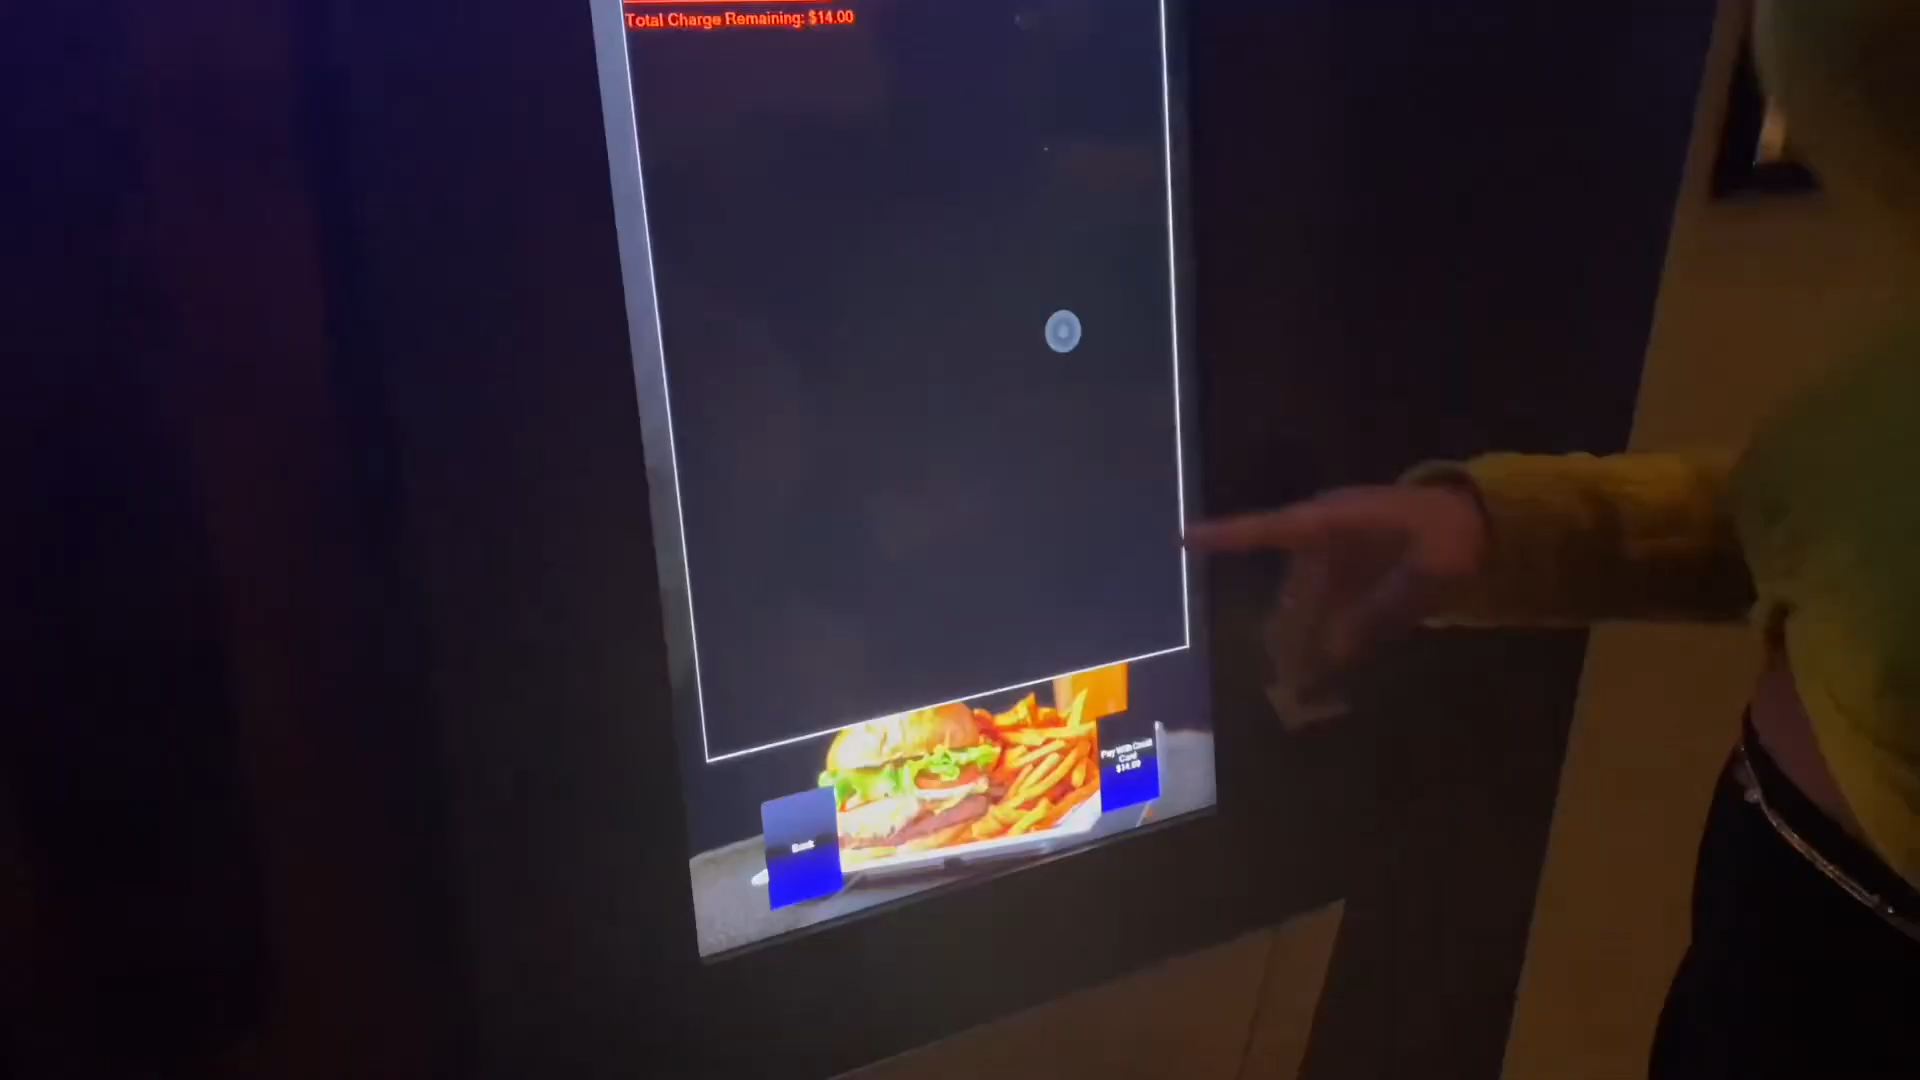 Total Charge Remaining: $14.00
Pay With Credit
Card
$14.00
Back